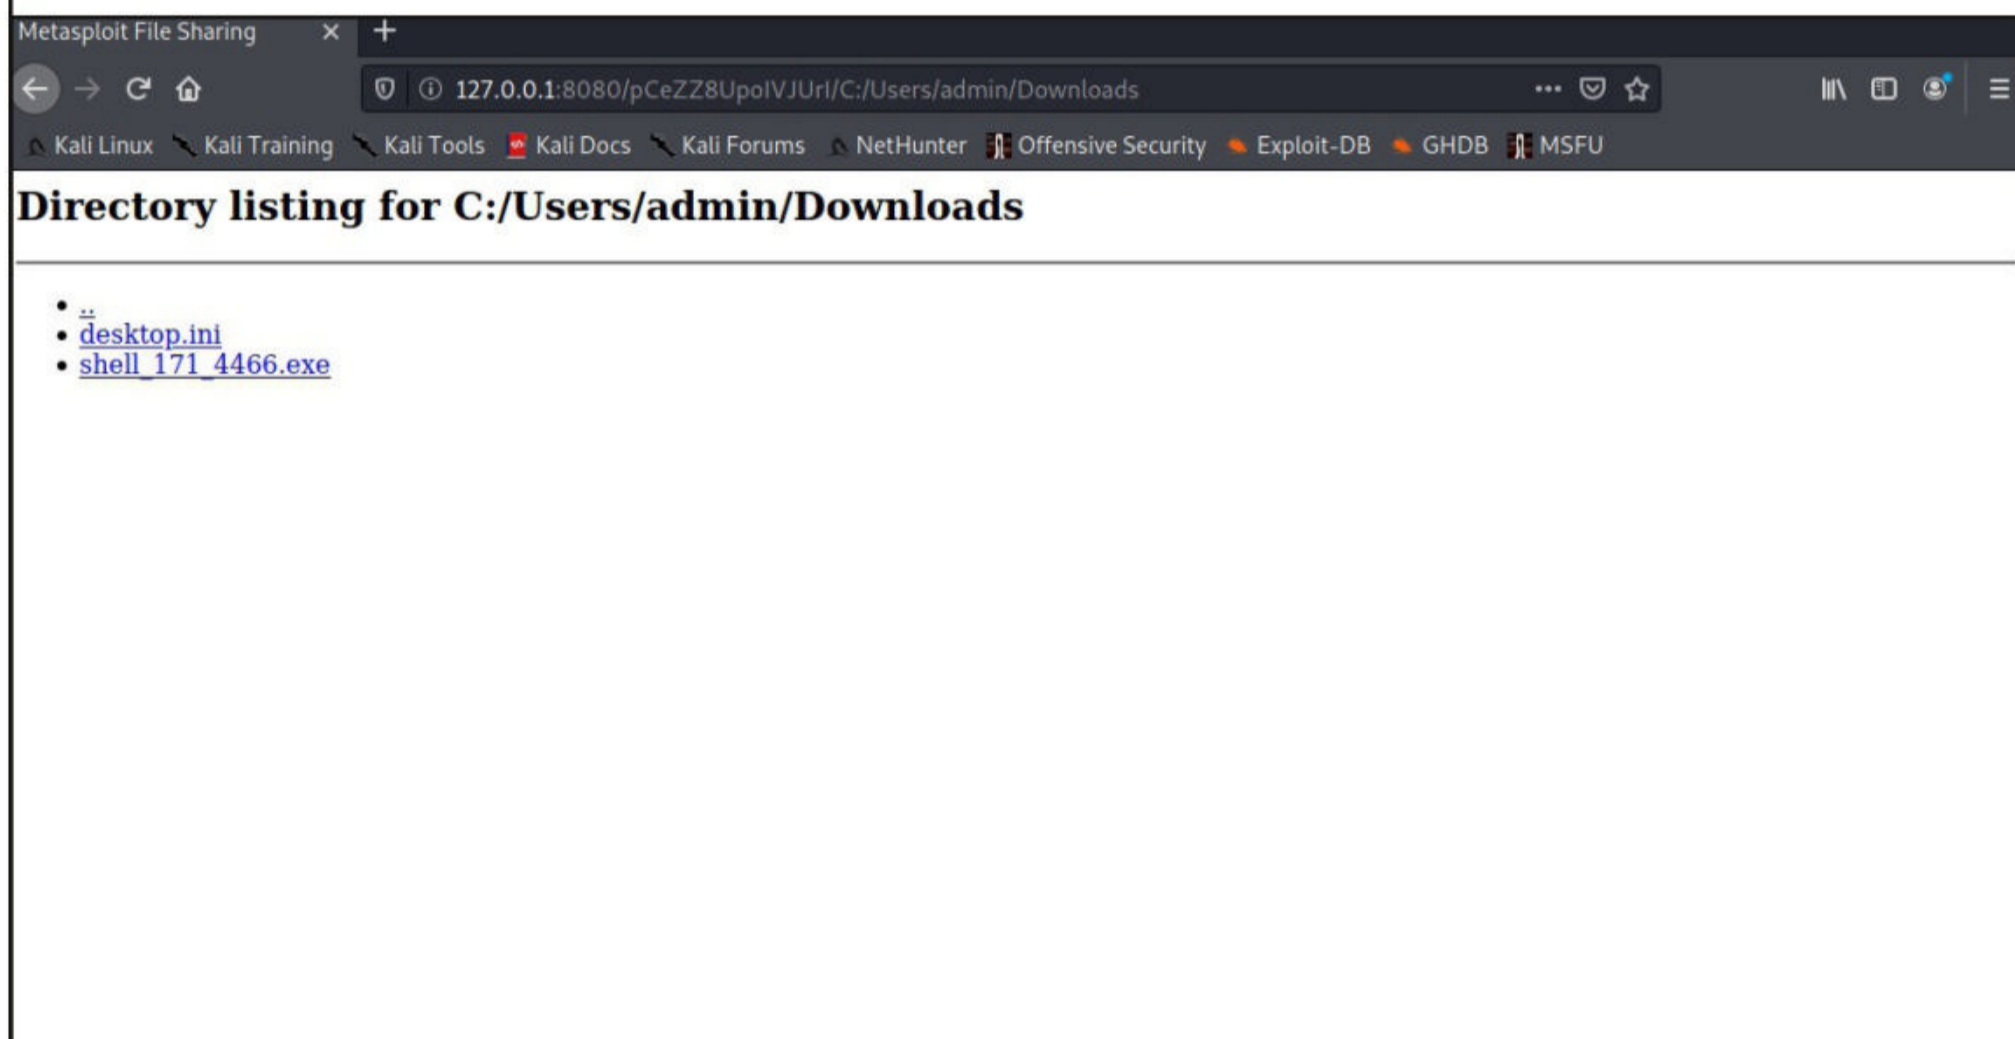 Metasploit File Sharing
127.0.0.1:8080/pCeZZ8UpoIVJUrI/C:/Users/admin/Downloads
Kali Linux Kali Training Kali Tools Kali Docs Kali Forums NetHunter Offensive Security Exploit-DB GHDB MSFU
Directory listing for C:/Users/admin/Downloads
..
desktop.ini
shell_171_4466.exe